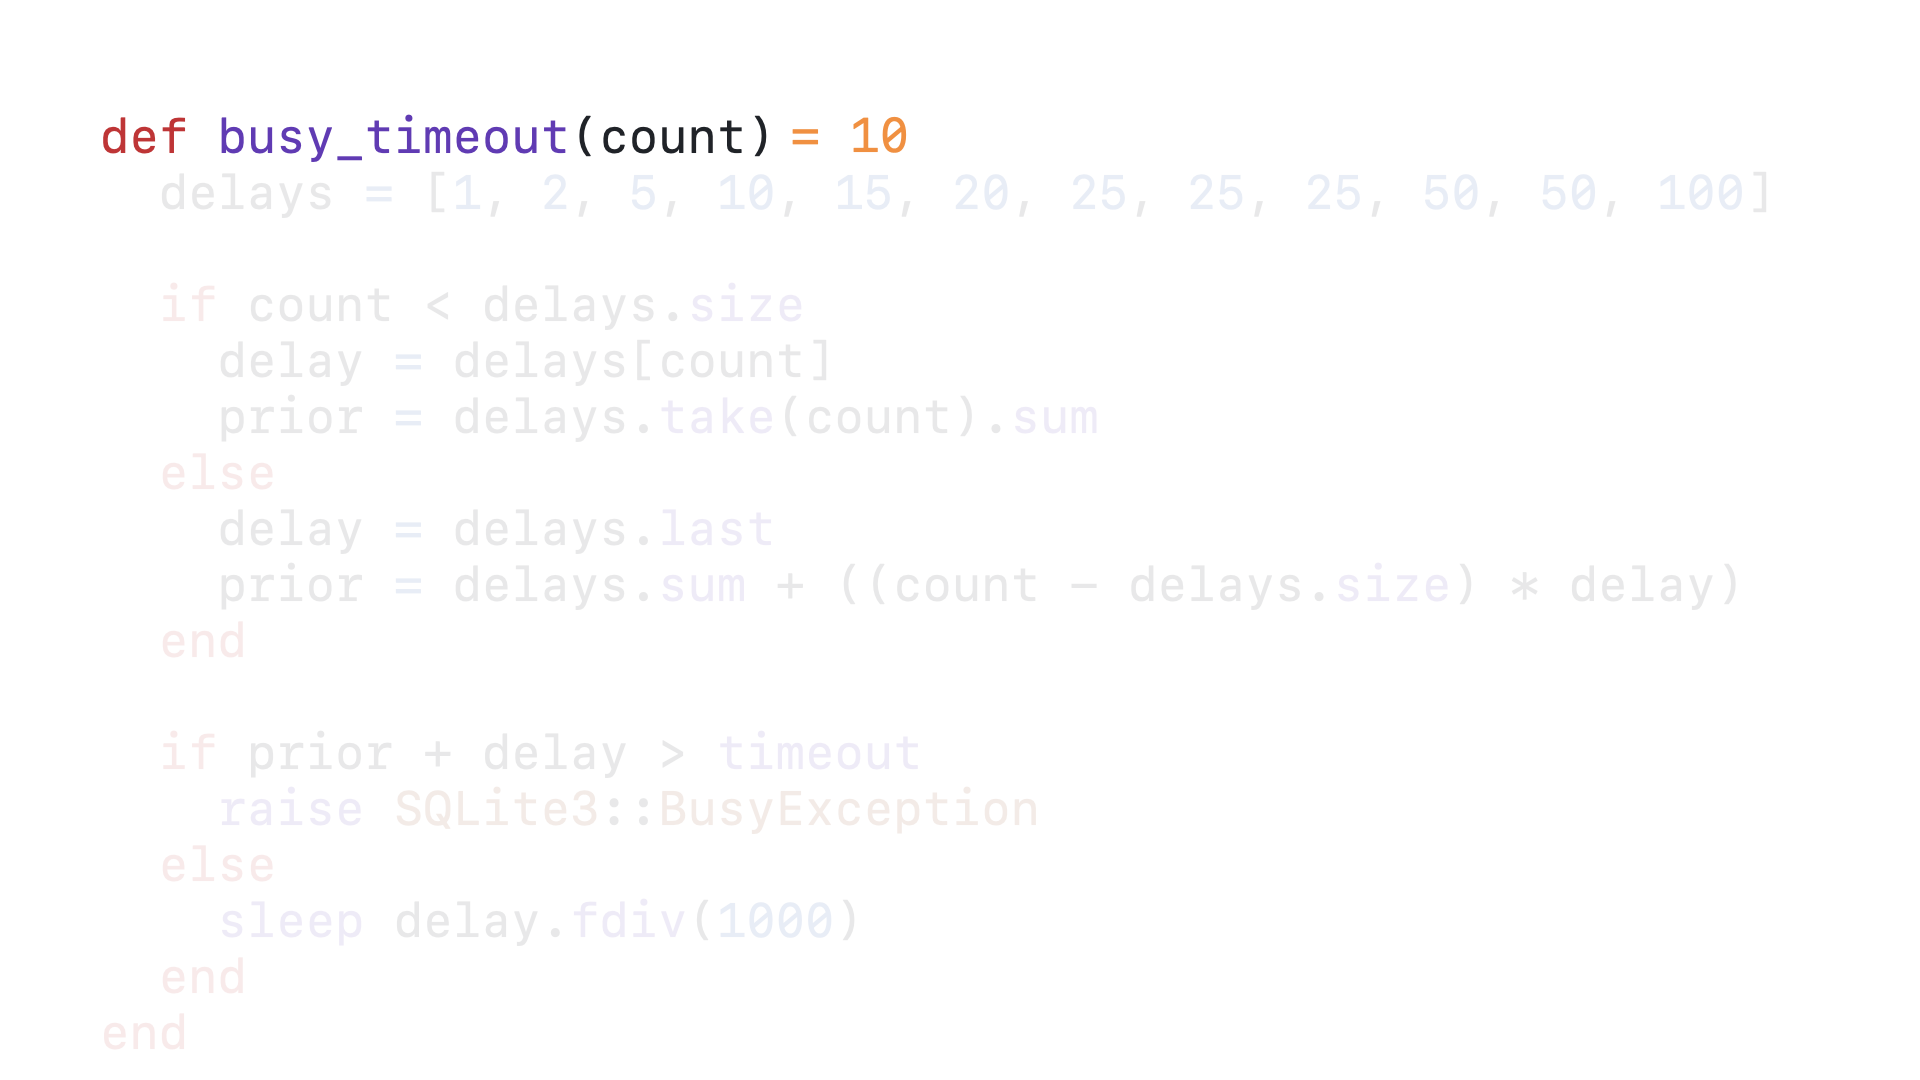 def busy_timeout(count) = 10
delays = [1, 2, 5, 10, 15, 20, 25, 25, 25, 50, 50, 100]
if count < delays.size
delay = delays[count]
prior = delays.take(count).sum
else
delay = delays.last
prior = delays.sum + ((count - delays.size) * delay)
end
if prior + delay > timeout
raise SQLite3::BusyException
else
sleep delay.fdiv(1000)
end
end